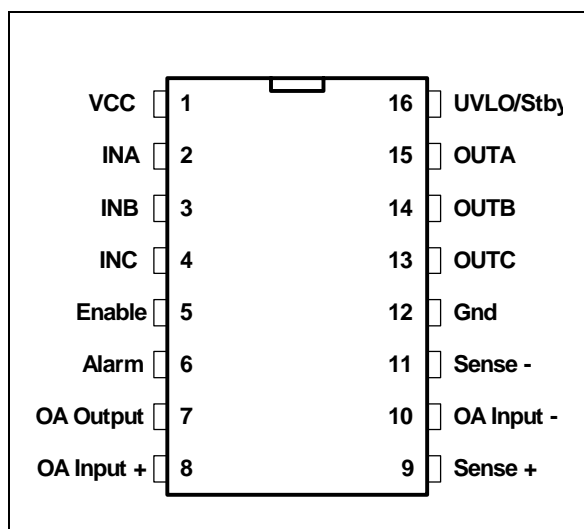 VCC 1 16 UVLO/Stby
INA 2 15 OUTA
INB 3 14 OUTB
INC 4 13 OUTC
Enable 5 12 Gnd
Alarm 6 11 Sense -
OA Output 7 10 OA Input -
OA Input + 8 9 Sense +